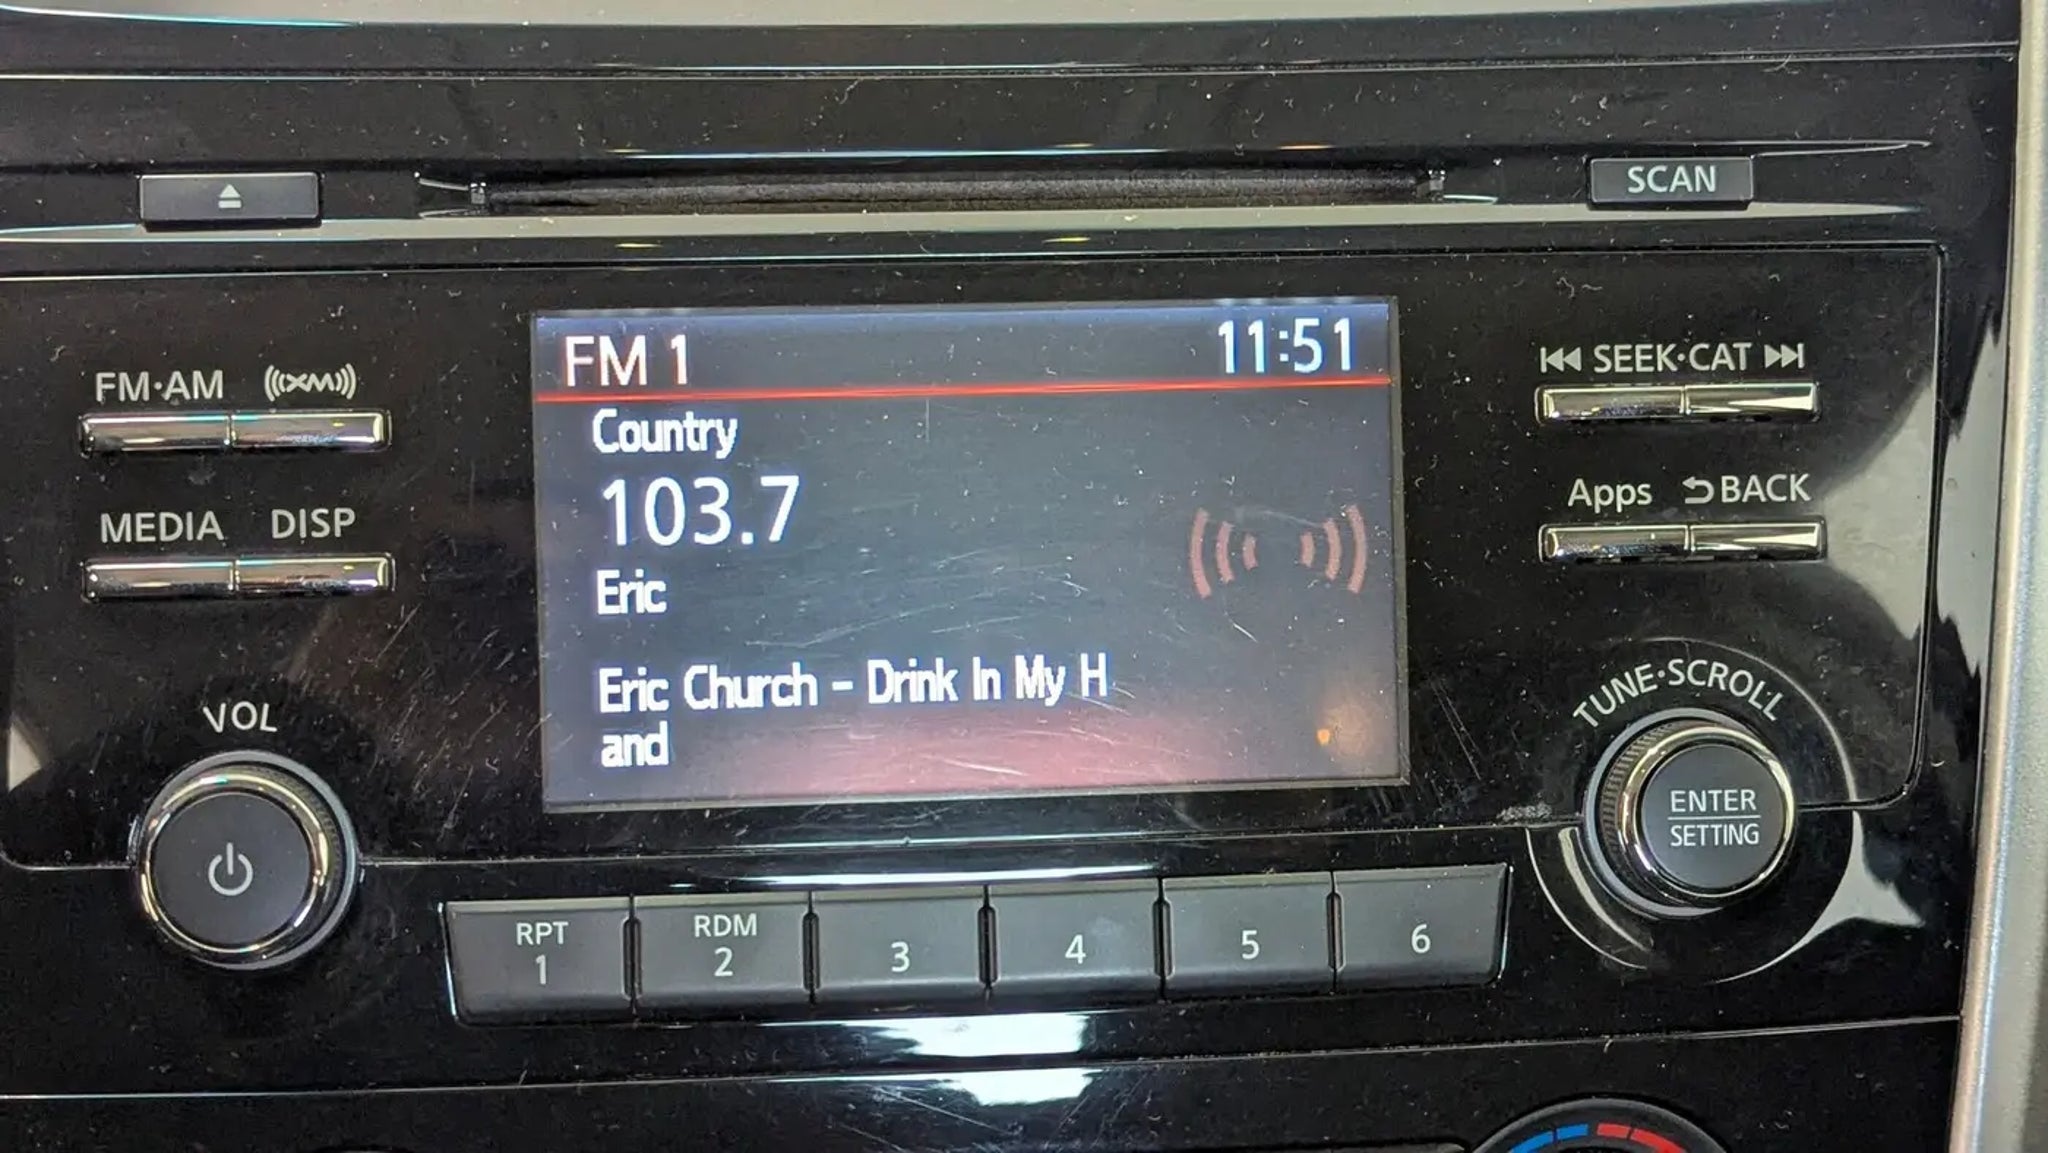 SCAN
FM 1 11:51
SEEK·CAT
FM·AM XM
Country
103.7
Apps BACK
MEDIA DISP
Eric
Eric Church - Drink In My H
and
VOL
TUNE·SCROLL
ENTER
SETTING
RPT RDM
1 2 3 4 5 6